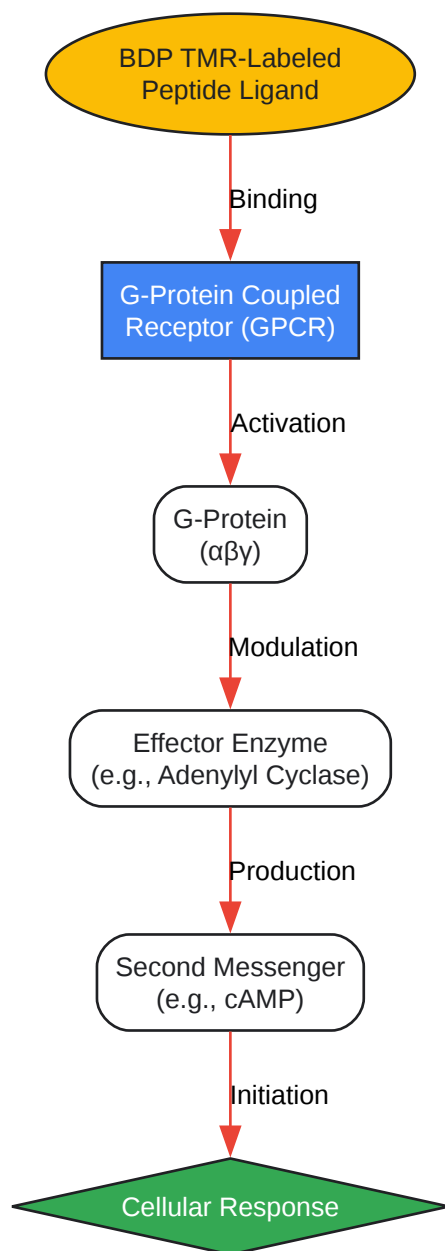 BDP TMR-Labeled
Peptide Ligand
Binding
G-Protein Coupled
Receptor (GPCR)
Activation
G-Protein
(αβγ)
Modulation
Effector Enzyme
(e.g., Adenylyl Cyclase)
Production
Second Messenger
(e.g., cAMP)
Initiation
Cellular Response